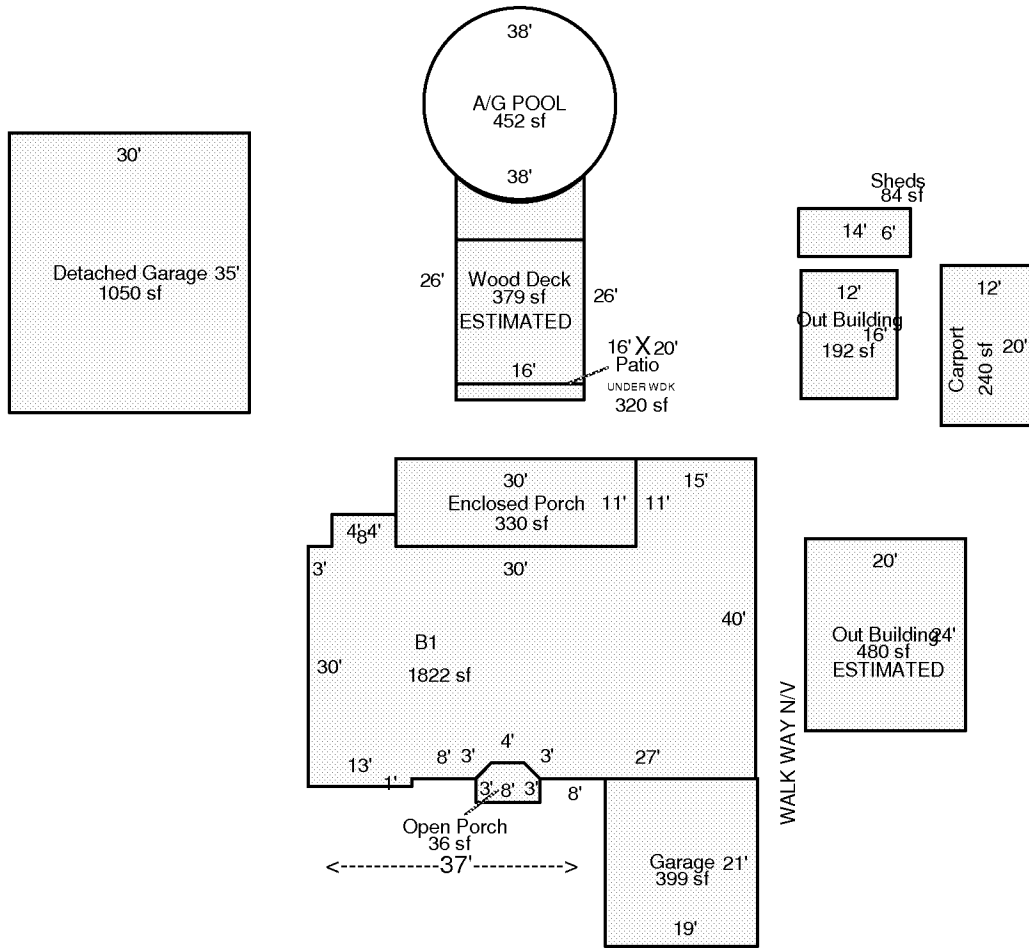 38'
A/G POOL
452 sf
38'
30'
Detached Garage 35'
1050 sf
26'
Wood Deck
379 sf
ESTIMATED
26'
16'
16' X 20'
Patio
UNDER WDK
320 sf
Sheds
84 sf
14' 6'
12'
Out Building
16'
192 sf
12'
20'
Carport
240 sf
30'
Enclosed Porch 11'
330 sf
11'
15'
4' 8 4'
3'
30'
40'
B1
1822 sf
30'
13'
1'
8' 3'
4'
3'
27'
3' 8' 3'
8'
Open Porch
36 sf
<--------37'--------->
20'
Out Building 24'
480 sf
ESTIMATED
WALK WAY N/V
Garage 21'
399 sf
19'